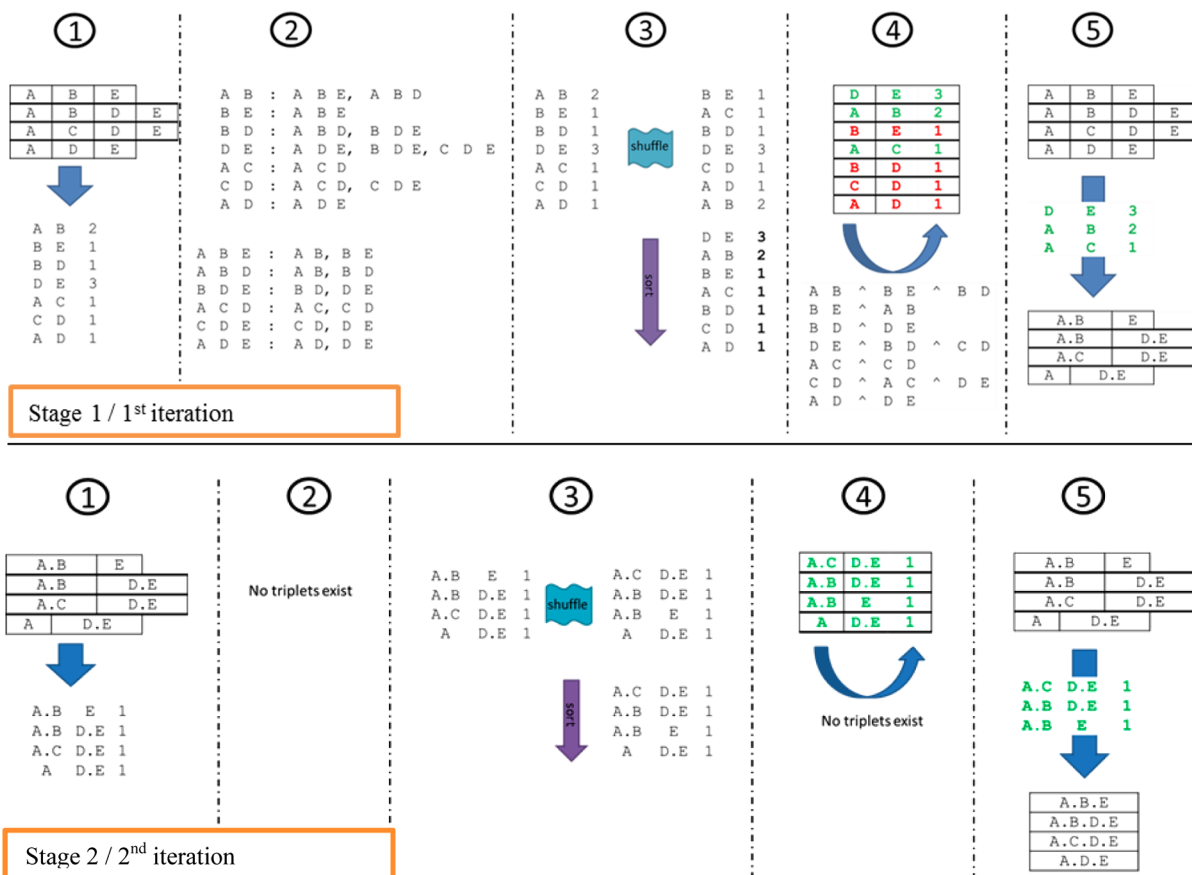 1
A B E
A B D E
A C D E
A D E
A B 2
B E 1
B D 1
D E 3
A C 1
C D 1
A D 1
2
A B : A B E, A B D
B E : A B E
B D : A B D, B D E
D E : A D E, B D E, C D E
A C : A C D
C D : A C D, C D E
A D : A D E
A B E : A B, B E
A B D : A B, B D
B D E : B D, D E
A C D : A C, C D
C D E : C D, D E
A D E : A D, D E
3
A B 2
B E 1
B D 1
D E 3
A C 1
C D 1
A D 1
shuffle
B E 1
A C 1
B D 1
D E 3
C D 1
A D 1
A B 2
sort
D E 3
A B 2
B E 1
A C 1
B D 1
C D 1
A D 1
4
D E 3
A B 2
B E 1
A C 1
B D 1
C D 1
A D 1
A B ^ B E ^ B D
B E ^ A B
B D ^ D E
D E ^ B D ^ C D
A C ^ C D
C D ^ A C ^ D E
A D ^ D E
5
A B E
A B D E
A C D E
A D E
D E 3
A B 2
A C 1
A.B E
A.B D.E
A.C D.E
A D.E
Stage 1 / 1st iteration
1
A.B E
A.B D.E
A.C D.E
A D.E
A.B E 1
A.B D.E 1
A.C D.E 1
A D.E 1
2
No triplets exist
3
A.B E 1
A.B D.E 1
A.C D.E 1
A D.E 1
shuffle
A.C D.E 1
A.B D.E 1
A.B E 1
A D.E 1
sort
A.C D.E 1
A.B D.E 1
A.B E 1
A D.E 1
4
A.C D.E 1
A.B D.E 1
A.B E 1
A D.E 1
No triplets exist
5
A.B E
A.B D.E
A.C D.E
A D.E
A.C D.E 1
A.B D.E 1
A.B E 1
A.B.E
A.B.D.E
A.C.D.E
A.D.E
Stage 2 / 2nd iteration